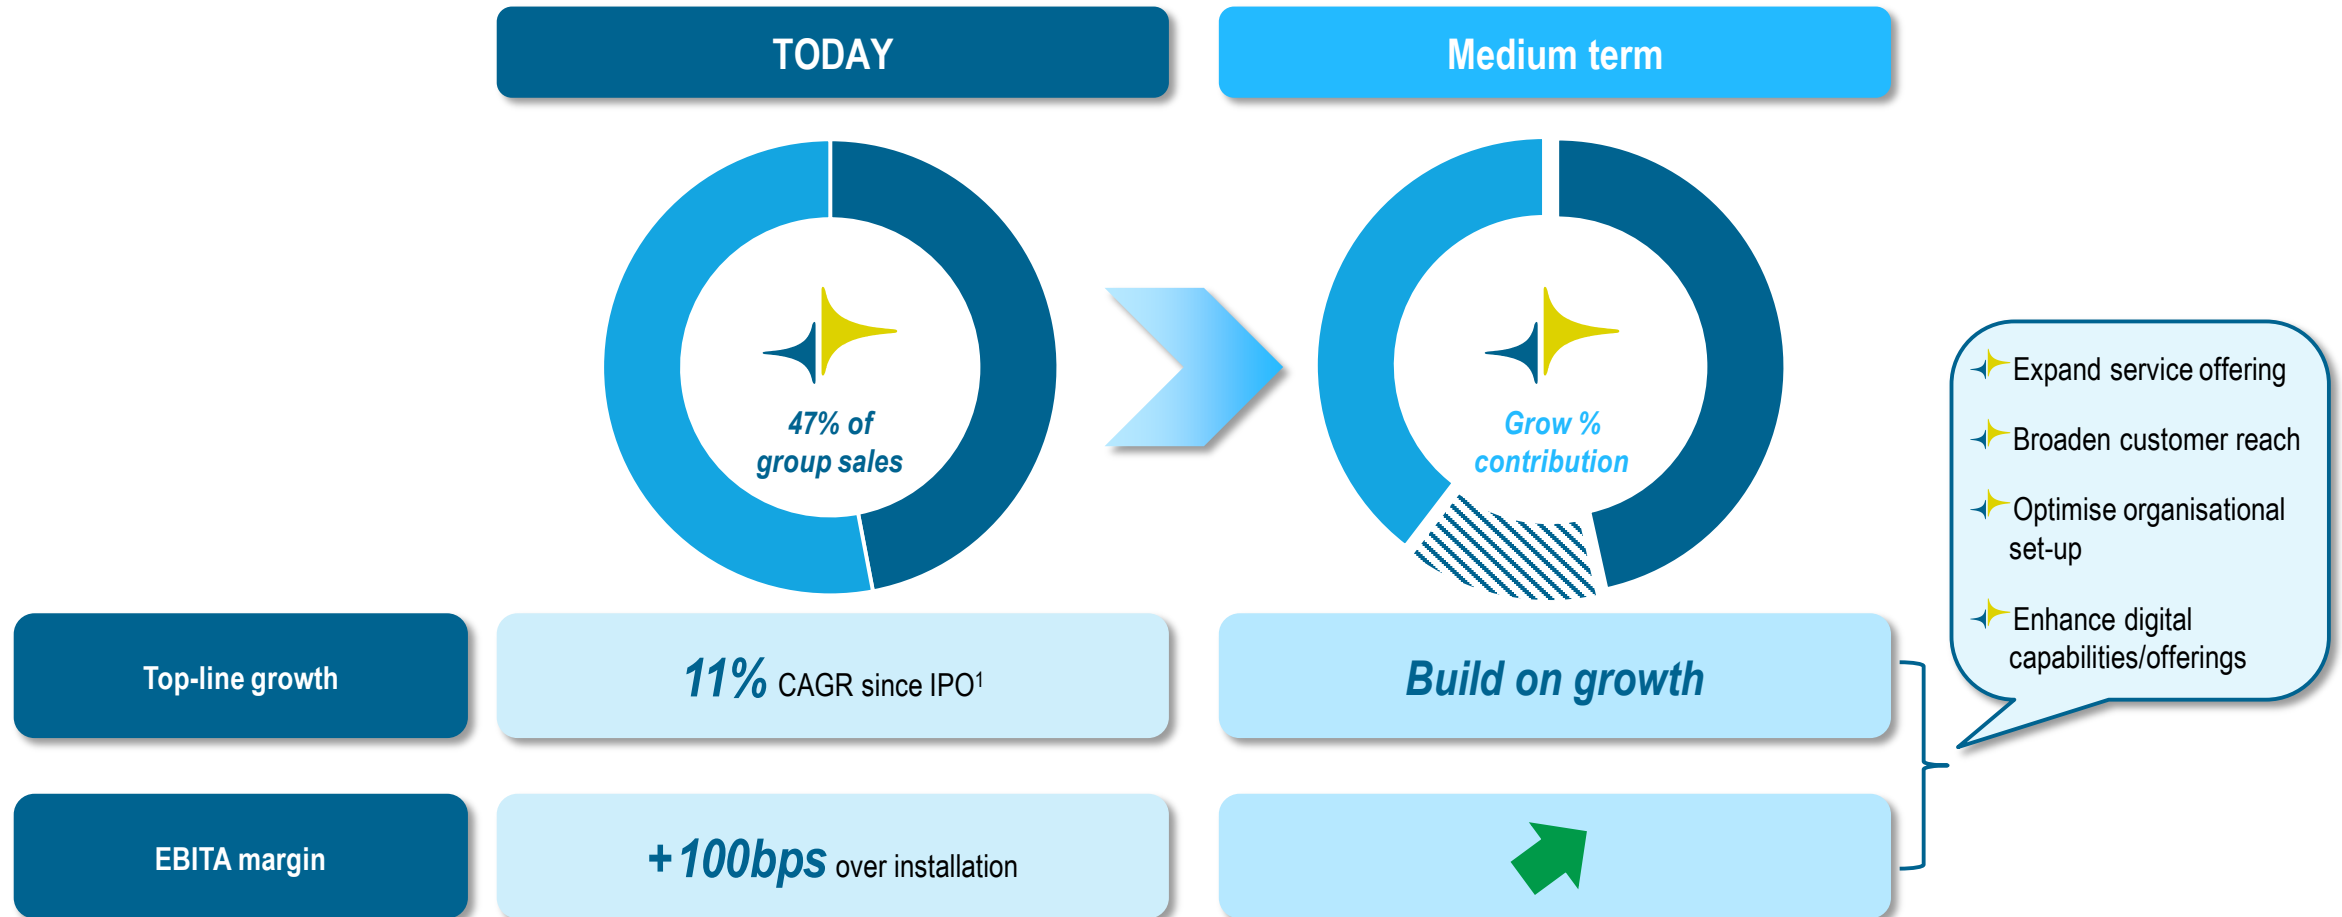 TODAY
Medium term
47% of
group sales
Grow %
contribution
Expand service offering
Broaden customer reach
Optimise organisational
set-up
Enhance digital
capabilities/offerings
Top-line growth
11% CAGR since IPO¹
Build on growth
EBITA margin
+100bps over installation